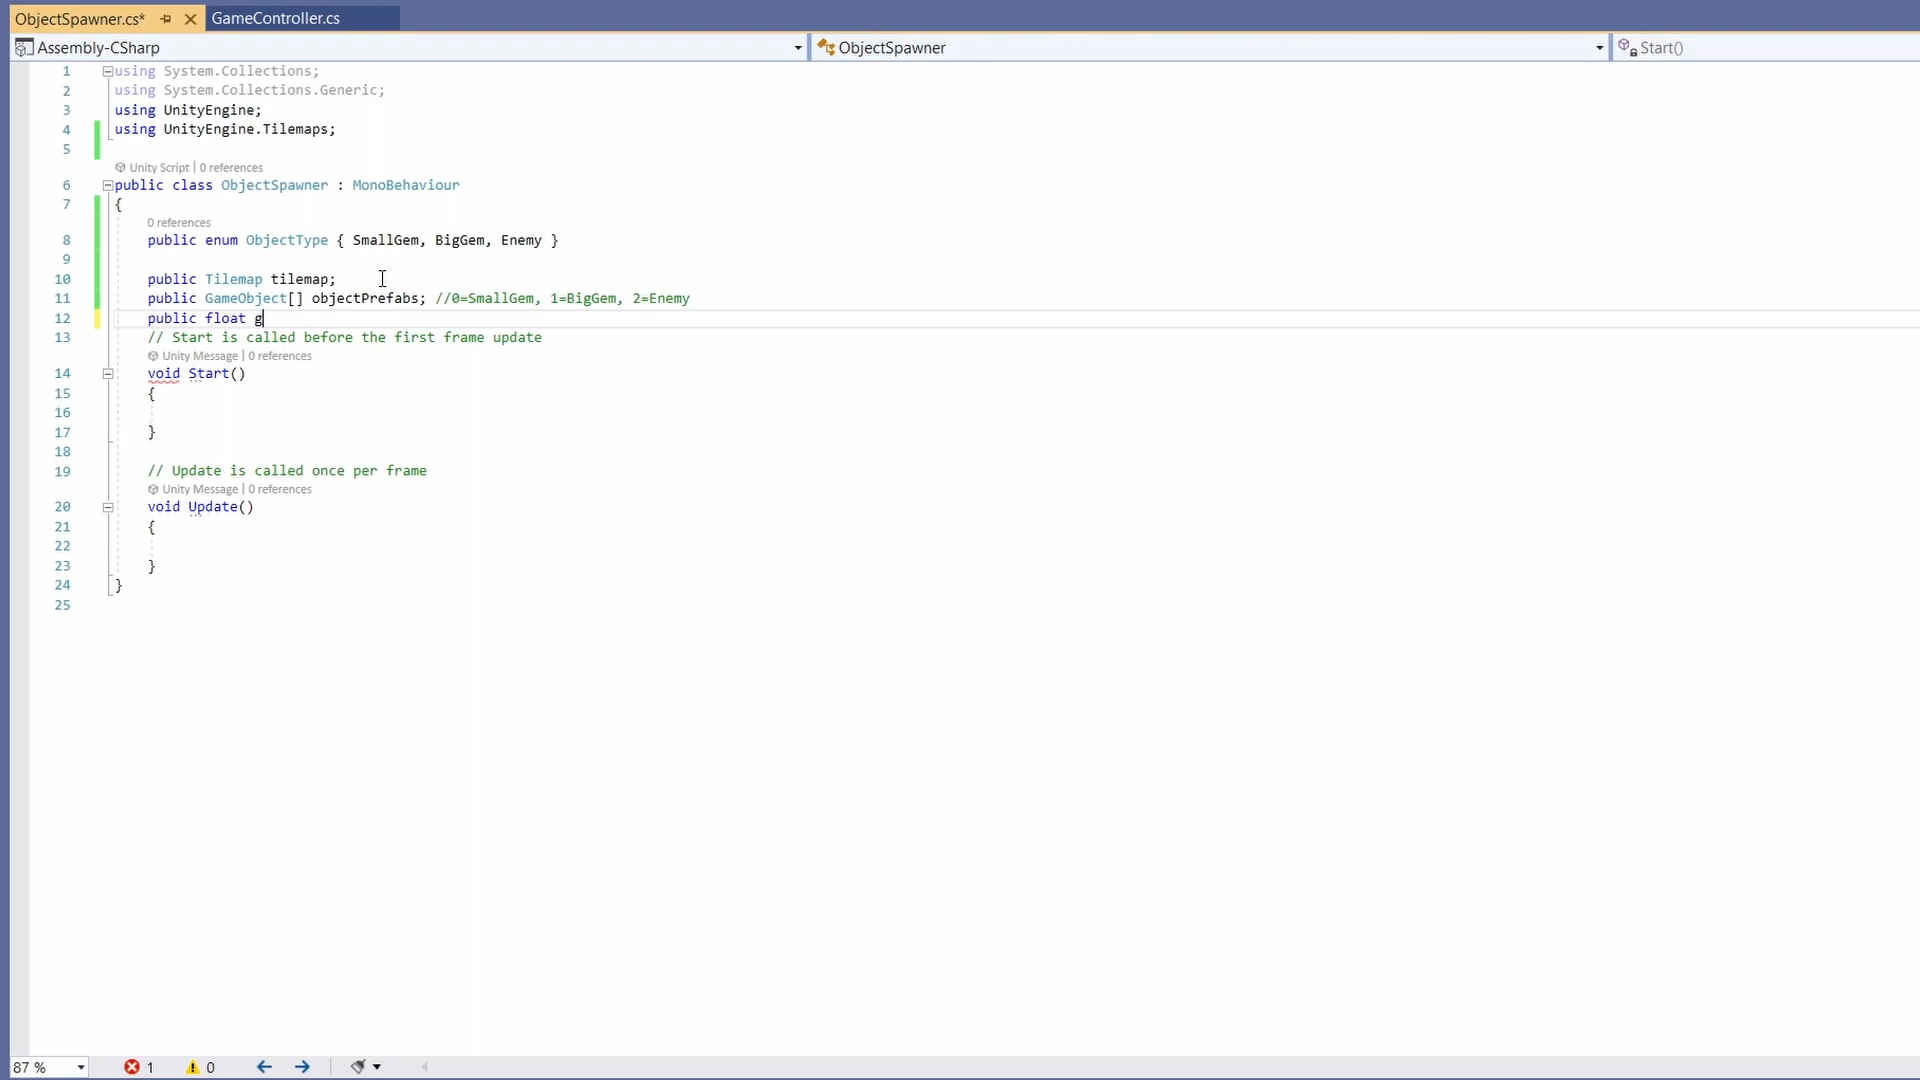 ObjectSpawner.cs* GameController.cs
Assembly-CSharp ObjectSpawner Start()
1 using System.Collections;
2 using System.Collections.Generic;
3 using UnityEngine;
4 using UnityEngine.Tilemaps;
5
Unity Script | 0 references
6 public class ObjectSpawner : MonoBehaviour
7 {
0 references
8 public enum ObjectType { SmallGem, BigGem, Enemy }
9
10 public Tilemap tilemap;
11 public GameObject[] objectPrefabs; //0=SmallGem, 1=BigGem, 2=Enemy
12 public float g
13 // Start is called before the first frame update
Unity Message | 0 references
14 void Start()
15 {
16
17 }
18
19 // Update is called once per frame
Unity Message | 0 references
20 void Update()
21 {
22
23 }
24 }
25
87 % 1 0